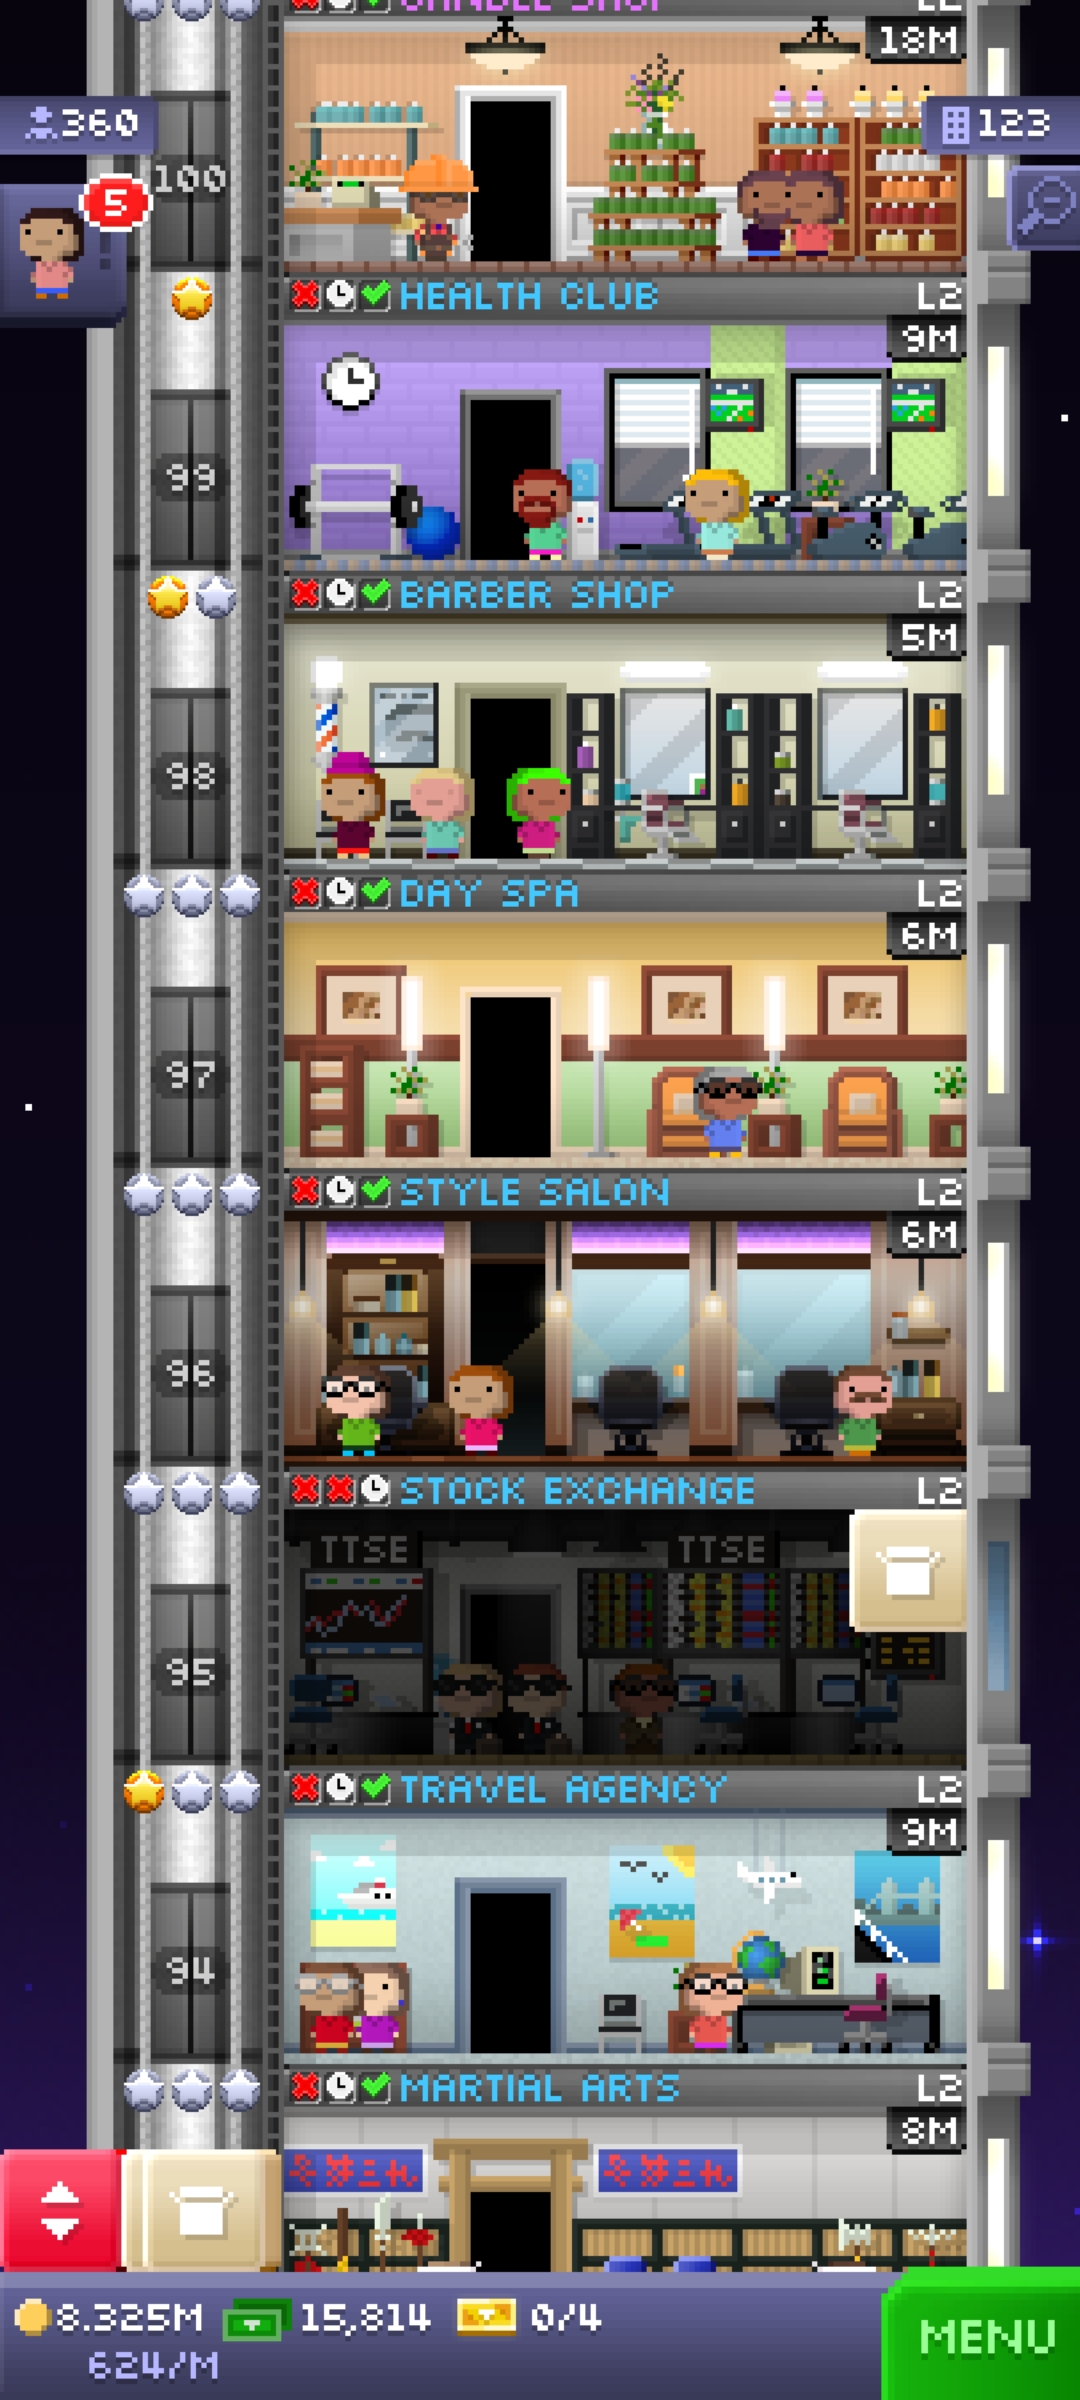 CANDLE SHOP L2
18M
360
123
5
100
HEALTH CLUB L2
9M
99
BARBER SHOP L2
5M
98
DAY SPA L2
6M
97
STYLE SALON L2
6M
96
STOCK EXCHANGE L2
TTSE TTSE
95
TRAVEL AGENCY L2
9M
94
MARTIAL ARTS L2
8M
8.325M 15,814 0/4
624/M
MENU